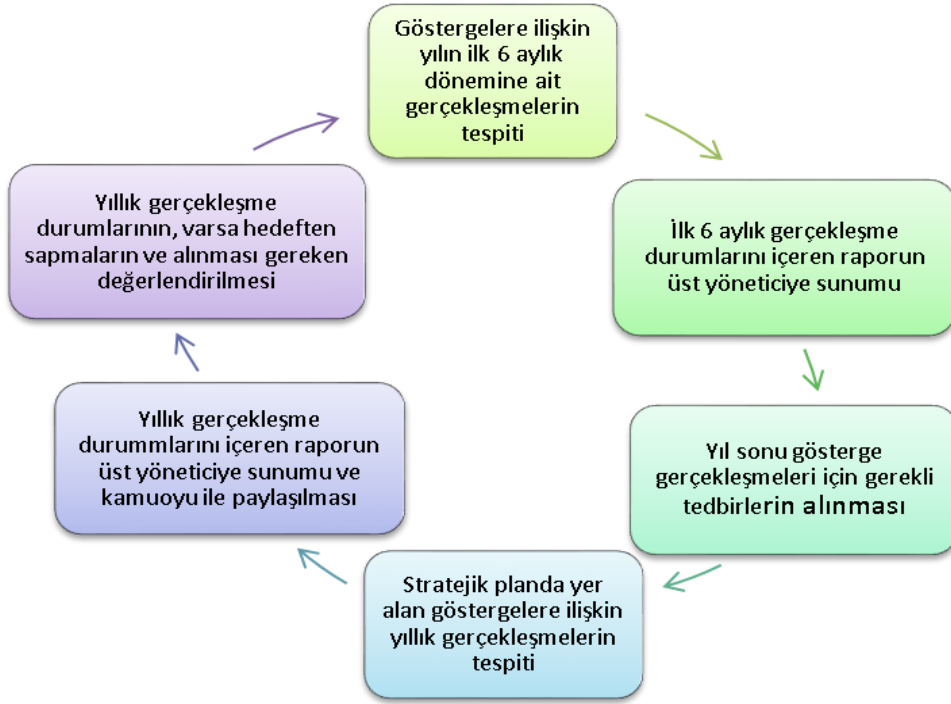 Göstergelere ilişkin
yılın ilk 6 aylık
dönemine ait
gerçekleşmelerin
tespiti
İlk 6 aylık gerçekleşme
durumlarını içeren raporun
üst yöneticiye sunumu
Yıl sonu gösterge
gerçekleşmeleri için gerekli
tedbirlerin alınması
Stratejik planda yer
alan göstergelere ilişkin
yıllık gerçekleşmelerin
tespiti
Yıllık gerçekleşme
durummlarını içeren raporun
üst yöneticiye sunumu ve
kamuoyu ile paylaşılması
Yıllık gerçekleşme
durumlarının, varsa hedeften
sapmaların ve alınması gereken
değerlendirilmesi